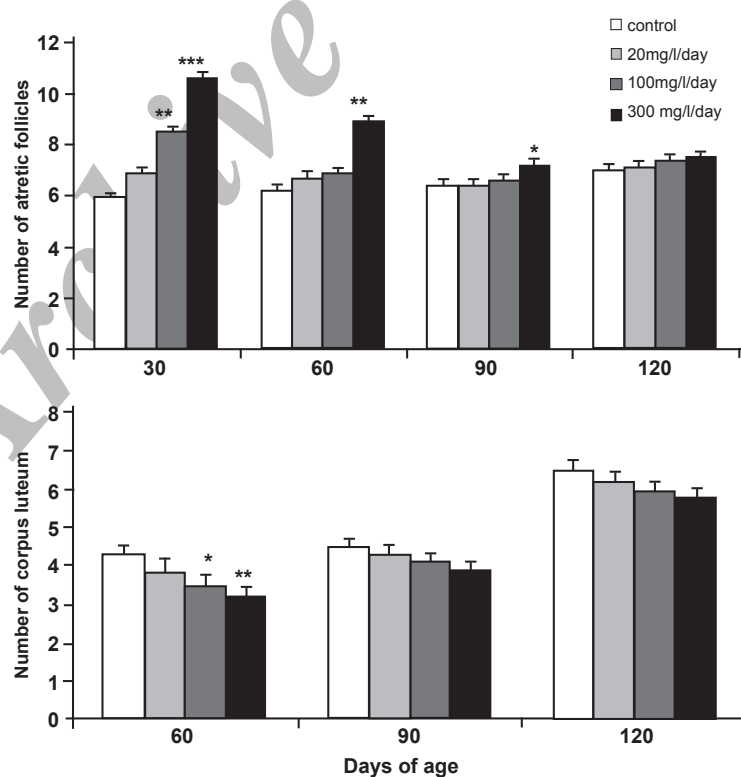 control
20mg/l/day
100mg/l/day
300 mg/l/day
Number of atretic follicles
12
10
8
6
4
2
0
***
**
**
*
30 60 90 120
Number of corpus luteum
8
7
6
5
4
3
2
1
0
*
**
60 90 120
Days of age
Archive